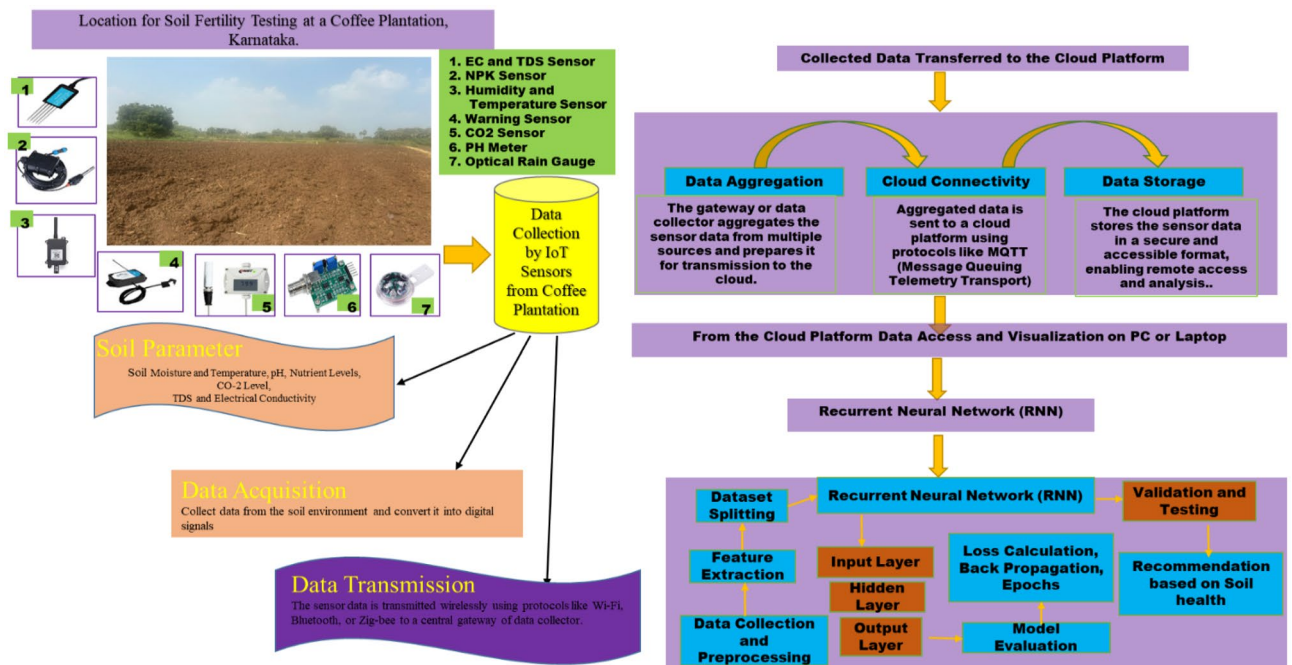 Location for Soil Fertility Testing at a Coffee Plantation,
Karnataka.
1. EC and TDS Sensor
2. NPK Sensor
3. Humidity and
Temperature Sensor
4. Warning Sensor
5. CO2 Sensor
6. PH Meter
7. Optical Rain Gauge
1
2
3
4
5
6
7
Data
Collection
by IoT
Sensors
from Coffee
Plantation
Soil Parameter
Soil Moisture and Temperature, pH, Nutrient Levels,
CO-2 Level,
TDS and Electrical Conductivity
Data Acquisition
Collect data from the soil environment and convert it into digital
signals
Data Transmission
The sensor data is transmitted wirelessly using protocols like Wi-Fi,
Bluetooth, or Zig-bee to a central gateway of data collector.
Collected Data Transferred to the Cloud Platform
Data Aggregation
The gateway or data
collector aggregates the
sensor data from multiple
sources and prepares it
for transmission to the
cloud.
Cloud Connectivity
Aggregated data is
sent to a cloud
platform using
protocols like MQTT
(Message Queuing
Telemetry Transport)
Data Storage
The cloud platform
stores the sensor data
in a secure and
accessible format,
enabling remote access
and analysis..
From the Cloud Platform Data Access and Visualization on PC or Laptop
Recurrent Neural Network (RNN)
Dataset
Splitting
Recurrent Neural Network (RNN)
Validation and
Testing
Feature
Extraction
Input Layer
Hidden
Layer
Output
Layer
Loss Calculation,
Back Propagation,
Epochs
Recommendation
based on Soil
health
Data Collection
and
Preprocessing
Model
Evaluation